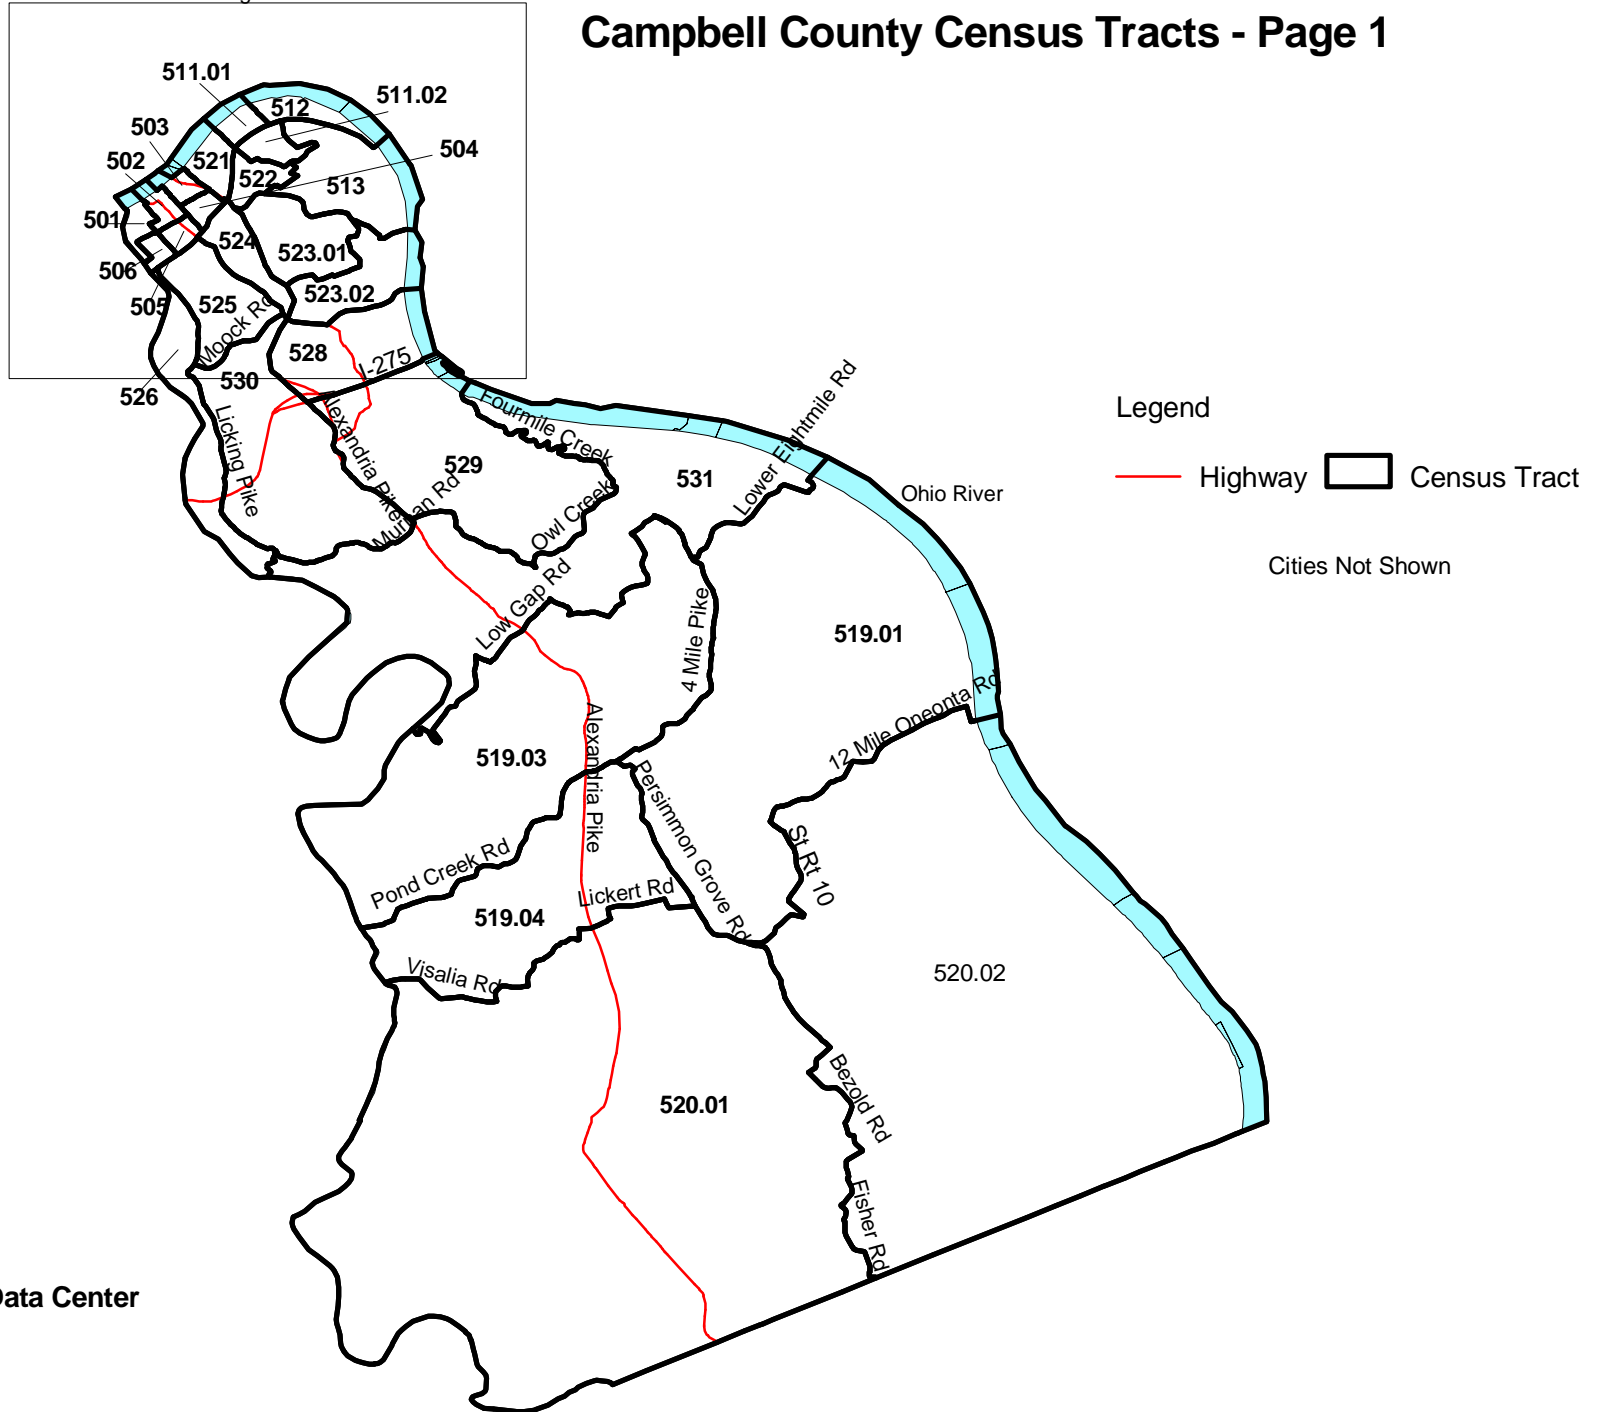 Campbell County Census Tracts - Page 1
511.01
512
511.02
503
504
502
521
522
513
501
524
523.01
506
523.02
505
525
Moock Rd
528
I-275
530
526
Licking Pike
Alexandria Pike
Fourmile Creek
Lower Eightmile Rd
Legend
Highway
Census Tract
529
531
Ohio River
Murnan Rd
Owl Creek
Cities Not Shown
Low Gap Rd
4 Mile Pike
519.01
12 Mile Oneonta Rd
519.03
Alexandria Pike
Persimmon Grove Rd
St Rt 10
Pond Creek Rd
Lickert Rd
519.04
Visalia Rd
520.02
Bezold Rd
520.01
Fisher Rd
Data Center